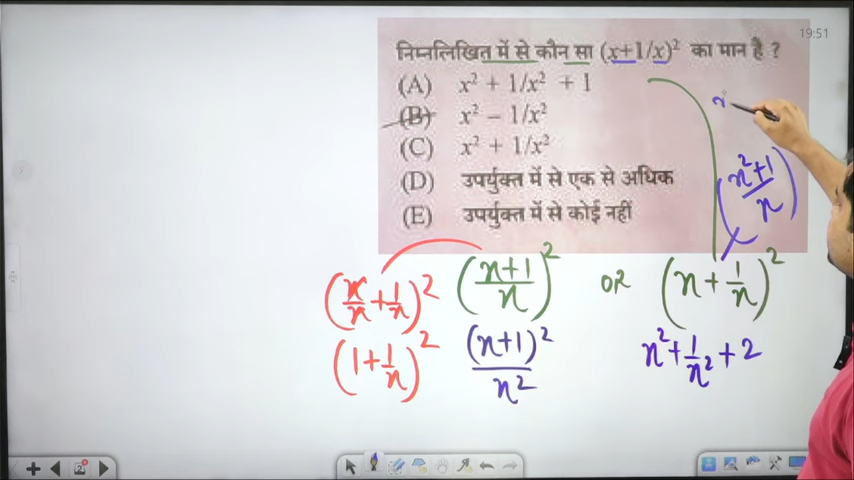 19:51
निम्नलिखित में से कौन सा (x+1/x)² का मान है ?
(A) x² + 1/x² + 1
(B) x² − 1/x²
(C) x² + 1/x²
(D) उपर्युक्त में से एक से अधिक
(E) उपर्युक्त में से कोई नहीं
(x²+1/x)
(x/x + 1/x)² ((x+1)/x)² OR (x + 1/x)²
(1 + 1/x)² (x+1)²/x² x² + 1/x² + 2